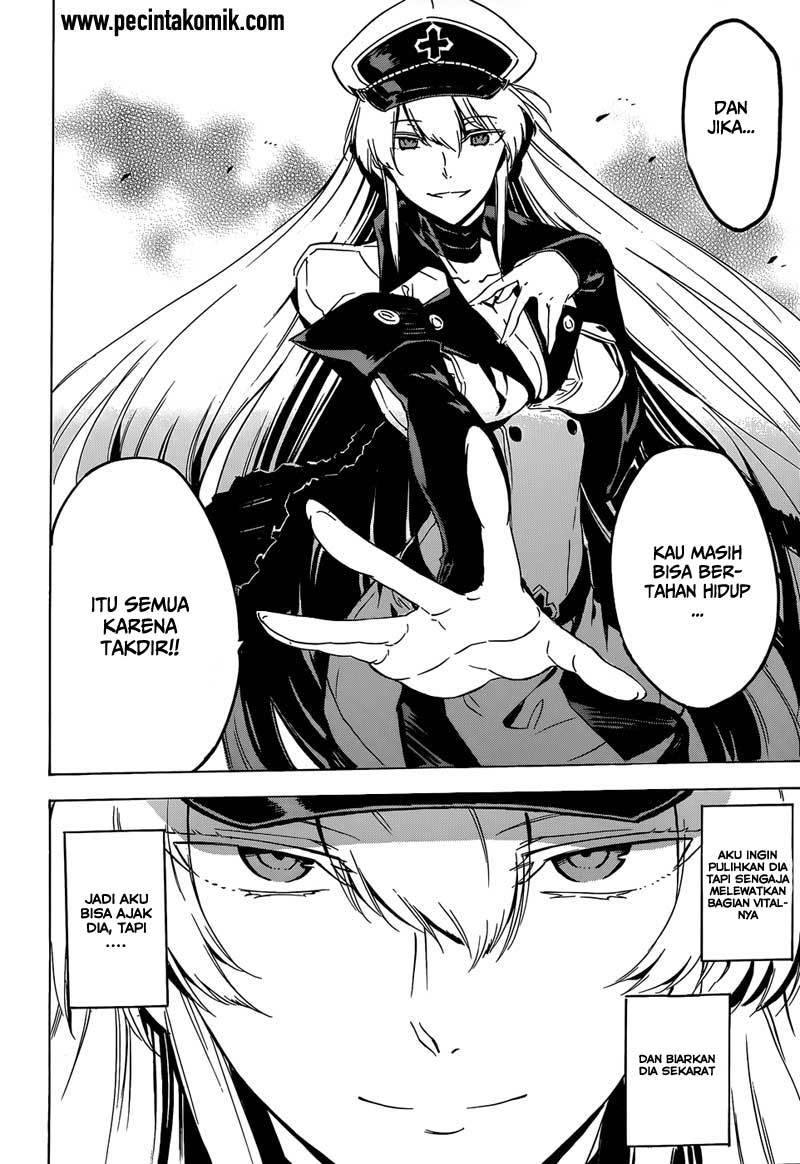 www.pecintakomik.com
DAN
JIKA...
KAU MASIH
BISA BER-
TAHAN HIDUP
...
ITU SEMUA
KARENA
TAKDIR!!
AKU INGIN
PULIHKAN DIA
TAPI SENGAJA
MELEWATKAN
BAGIAN VITAL-
NYA
DAN BIARKAN
DIA SEKARAT
JADI AKU
BISA AJAK
DIA, TAPI
....